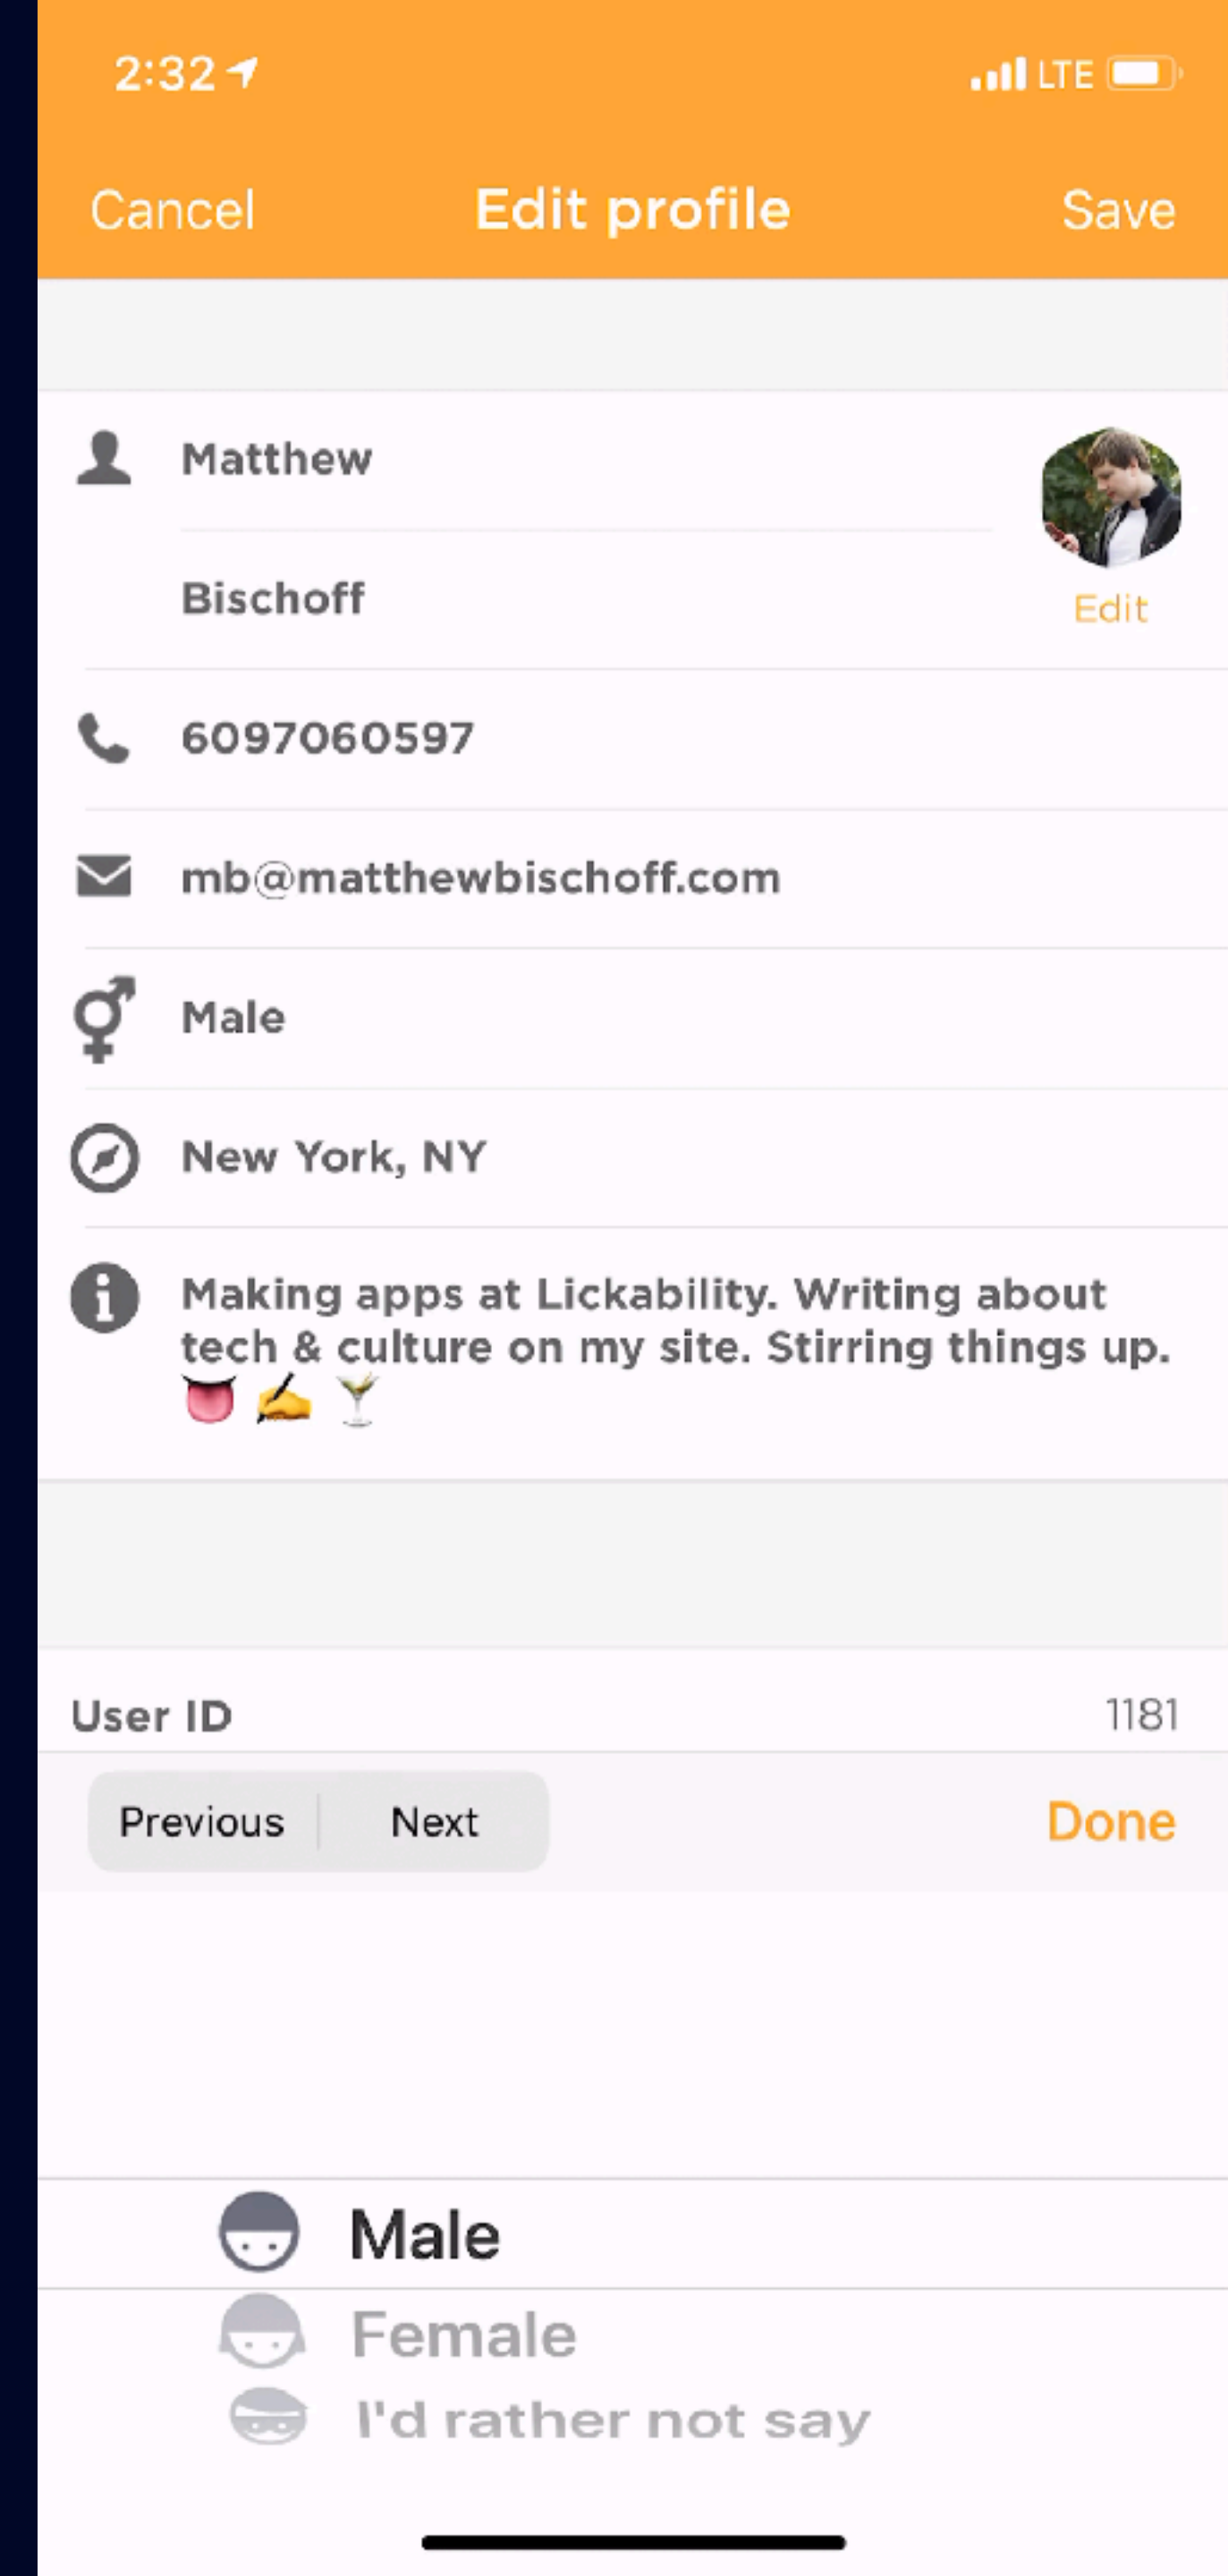 2:32 LTE
Cancel Edit profile Save
Matthew
Bischoff
Edit
6097060597
mb@matthewbischoff.com
Male
New York, NY
Making apps at Lickability. Writing about
tech & culture on my site. Stirring things up.
👅 ✍️ 🍸
User ID 1181
Previous Next Done
Male
Female
I'd rather not say